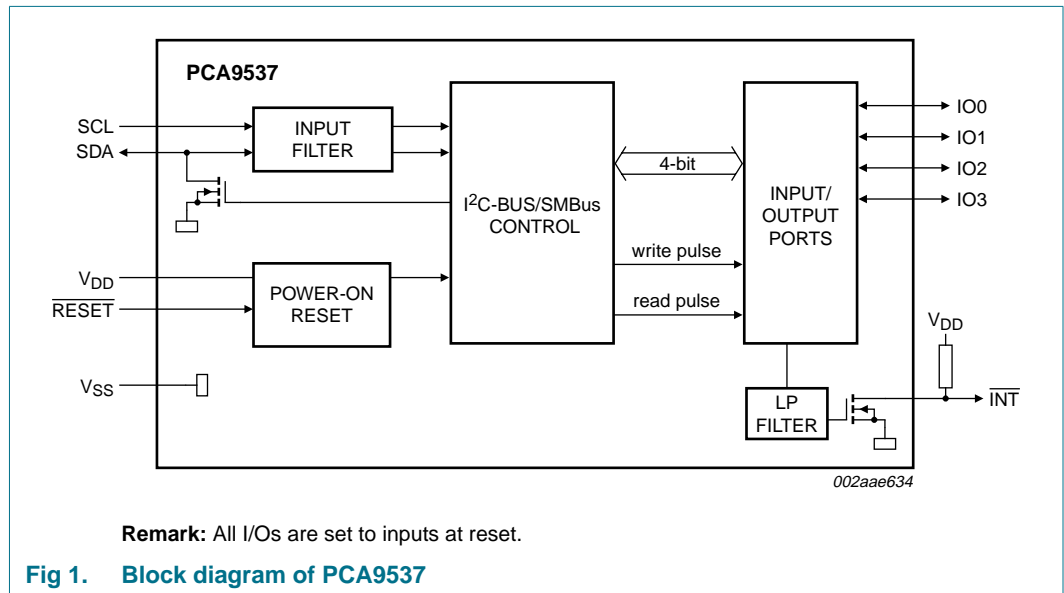 PCA9537
SCL
SDA
INPUT
FILTER
I²C-BUS/SMBus
CONTROL
4-bit
INPUT/
OUTPUT
PORTS
IO0
IO1
IO2
IO3
write pulse
read pulse
VDD
RESET
POWER-ON
RESET
VSS
LP
FILTER
VDD
INT
002aae634
Remark: All I/Os are set to inputs at reset.
Fig 1. Block diagram of PCA9537